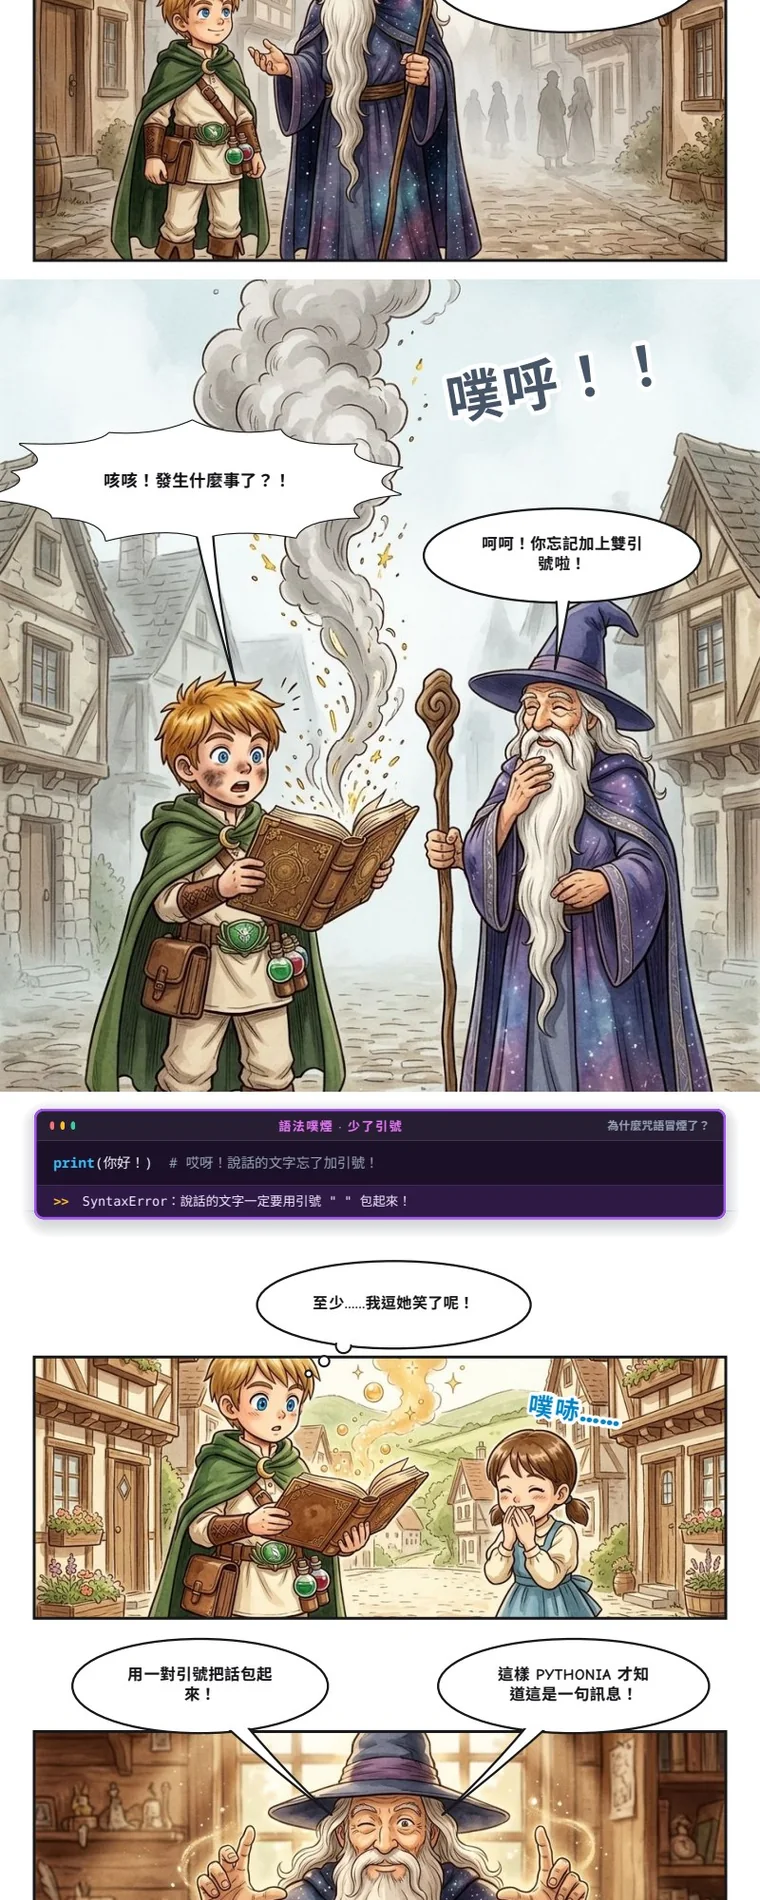 噗呼！！
咳咳！發生什麼事了？！
呵呵！你忘記加上雙引
號啦！
語法噗煙 · 少了引號
為什麼咒語冒煙了？
print(你好！) # 哎呀！說話的文字忘了加引號！
>> SyntaxError：說話的文字一定要用引號 " " 包起來！
至少……我逗她笑了呢！
噗哧……
用一對引號把話包起
來！
這樣 PYTHONIA 才知
道這是一句訊息！